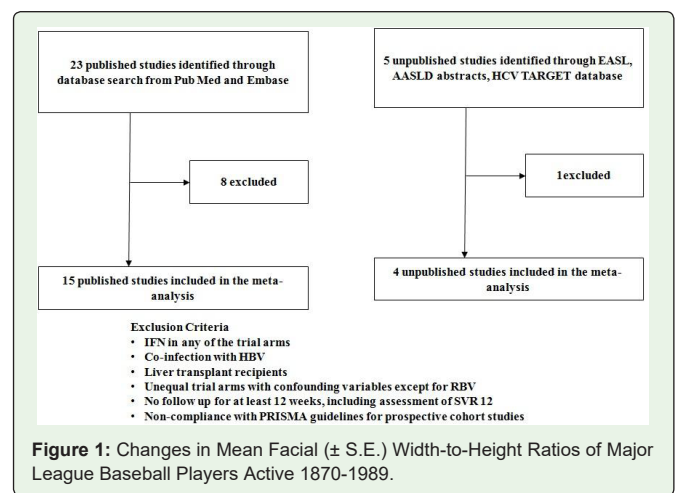 23 published studies identified through
database search from Pub Med and Embase
5 unpublished studies identified through EASL,
AASLD abstracts, HCV TARGET database
8 excluded
1excluded
15 published studies included in the meta-
analysis
4 unpublished studies included in the meta-
analysis
Exclusion Criteria
• IFN in any of the trial arms
• Co-infection with HBV
• Liver transplant recipients
• Unequal trial arms with confounding variables except for RBV
• No follow up for at least 12 weeks, including assessment of SVR 12
• Non-compliance with PRISMA guidelines for prospective cohort studies
Figure 1: Changes in Mean Facial (± S.E.) Width-to-Height Ratios of Major
League Baseball Players Active 1870-1989.